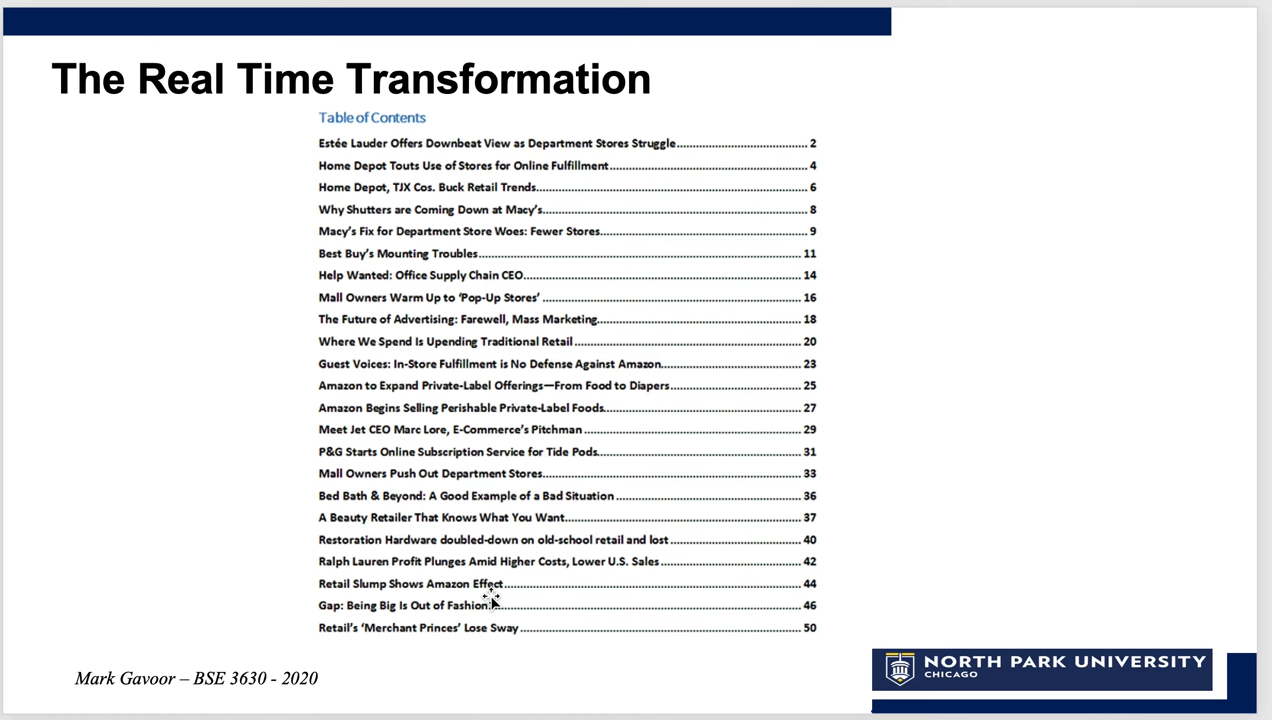 The Real Time Transformation
Table of Contents
Estée Lauder Offers Downbeat View as Department Stores Struggle 2
Home Depot Touts Use of Stores for Online Fulfillment 4
Home Depot, TJX Cos. Buck Retail Trends 6
Why Shutters are Coming Down at Macy's 8
Macy's Fix for Department Store Woes: Fewer Stores 9
Best Buy's Mounting Troubles 11
Help Wanted: Office Supply Chain CEO 14
Mall Owners Warm Up to 'Pop-Up Stores' 16
The Future of Advertising: Farewell, Mass Marketing 18
Where We Spend Is Upending Traditional Retail 20
Guest Voices: In-Store Fulfillment is No Defense Against Amazon 23
Amazon to Expand Private-Label Offerings—From Food to Diapers 25
Amazon Begins Selling Perishable Private-Label Foods 27
Meet Jet CEO Marc Lore, E-Commerce's Pitchman 29
P&G Starts Online Subscription Service for Tide Pods 31
Mall Owners Push Out Department Stores 33
Bed Bath & Beyond: A Good Example of a Bad Situation 36
A Beauty Retailer That Knows What You Want 37
Restoration Hardware doubled-down on old-school retail and lost 40
Ralph Lauren Profit Plunges Amid Higher Costs, Lower U.S. Sales 42
Retail Slump Shows Amazon Effect 44
Gap: Being Big Is Out of Fashion 46
Retail's 'Merchant Princes' Lose Sway 50
Mark Gavoor – BSE 3630 - 2020
NORTH PARK UNIVERSITY
CHICAGO